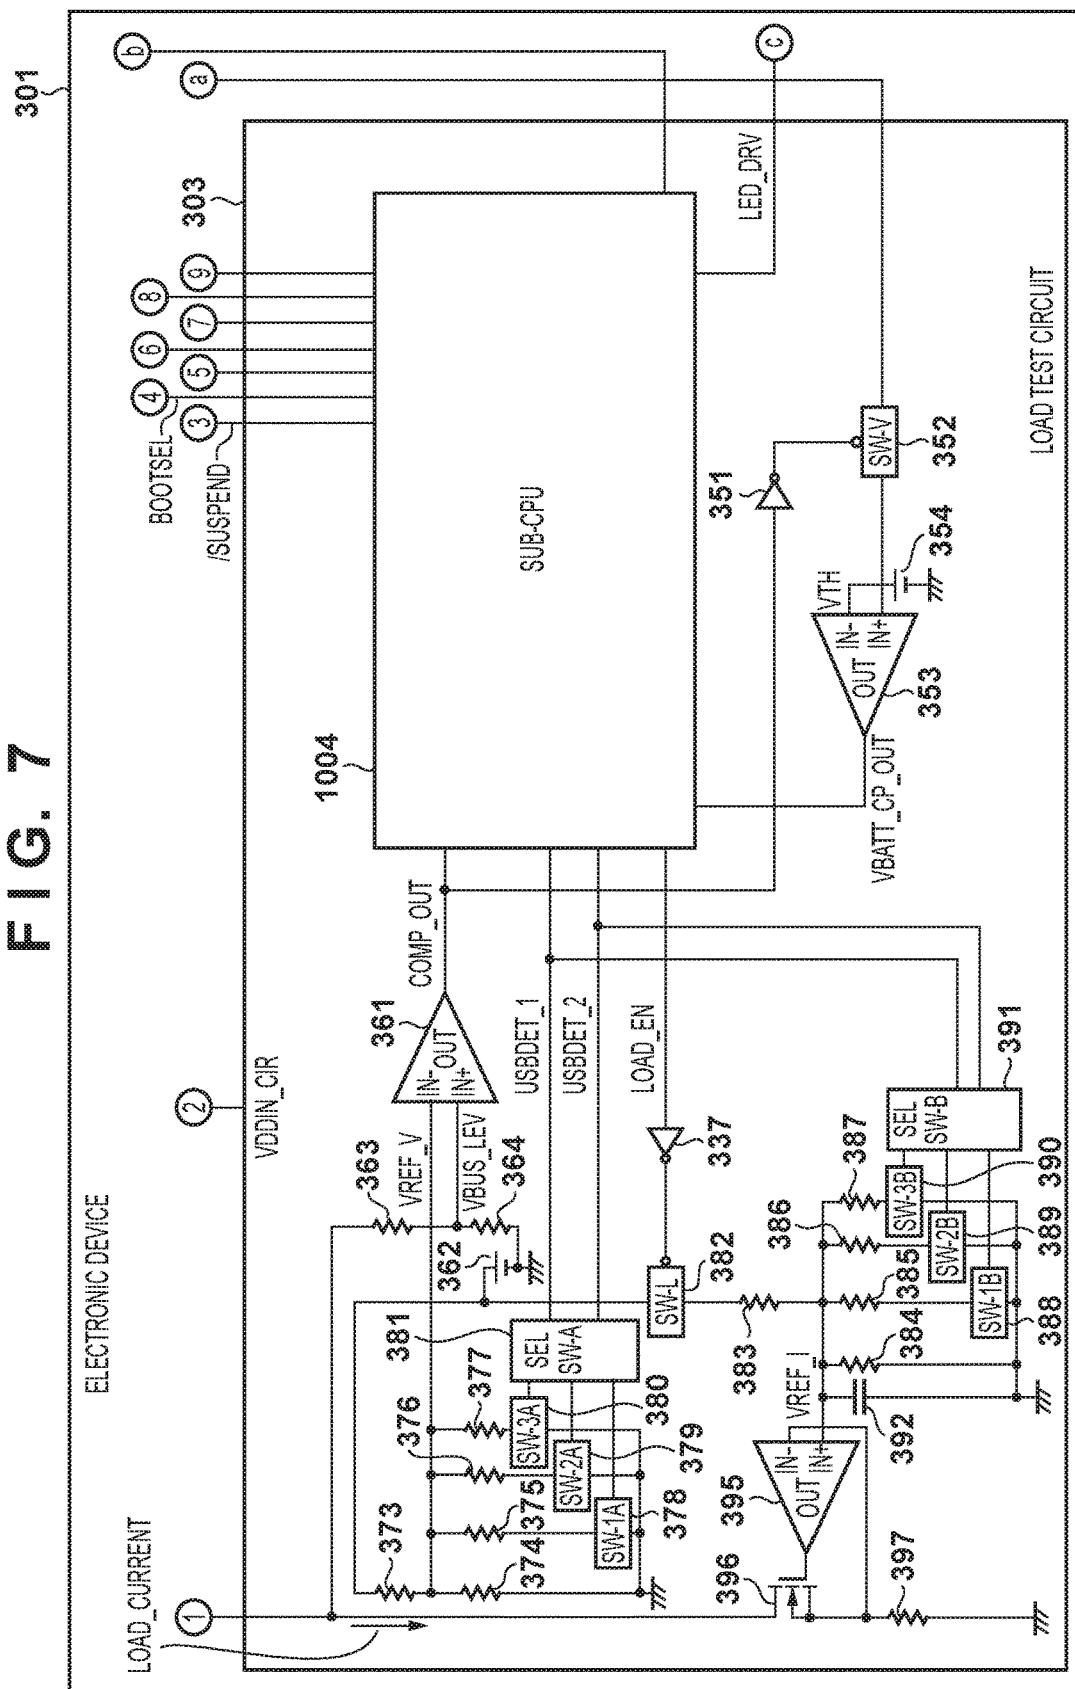 FIG. 7
301
ELECTRONIC DEVICE
LOAD_CURRENT
1
2
VDDIN_CIR
/SUSPEND
3
BOOTSEL
4
5
6
7
8
9
303
a
b
c
373
374
375
376
377
SW-1A
378
SW-2A
379
SW-3A
380
SEL
SW-A
381
362
363
364
VREF_V
VBUS_LEV
IN-
IN+
OUT
361
COMP_OUT
USBDET_1
USBDET_2
LOAD_EN
337
SW-L
382
383
1004
SUB-CPU
LED_DRV
351
SW-V
352
VTH
354
IN-
IN+
OUT
353
VBATT_CP_OUT
396
397
395
OUT
IN-
IN+
VREF_I
392
384
385
386
387
SW-1B
388
SW-2B
389
SW-3B
390
SEL
SW-B
391
LOAD TEST CIRCUIT